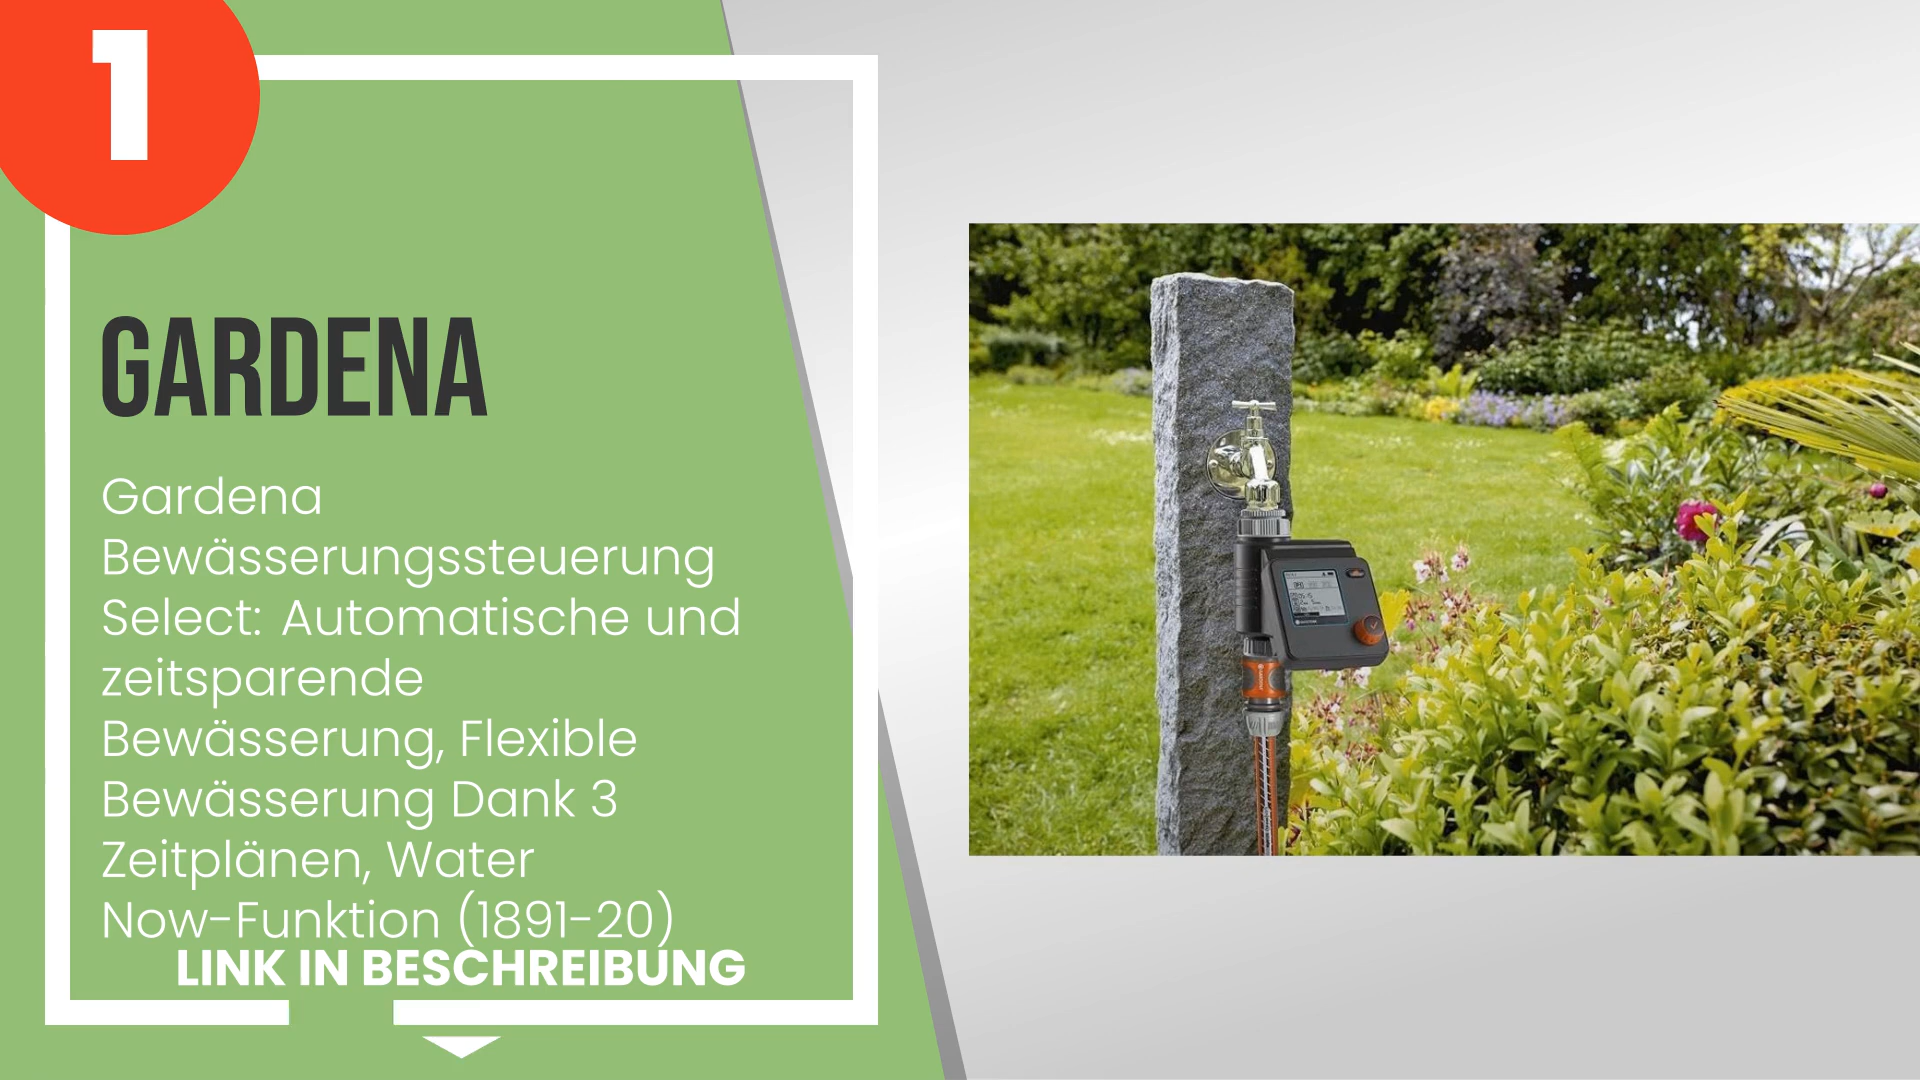 1
GARDENA
Gardena
Bewässerungssteuerung
Select: Automatische und
zeitsparende
Bewässerung, Flexible
Bewässerung Dank 3
Zeitplänen, Water
Now-Funktion (1891-20)
LINK IN BESCHREIBUNG